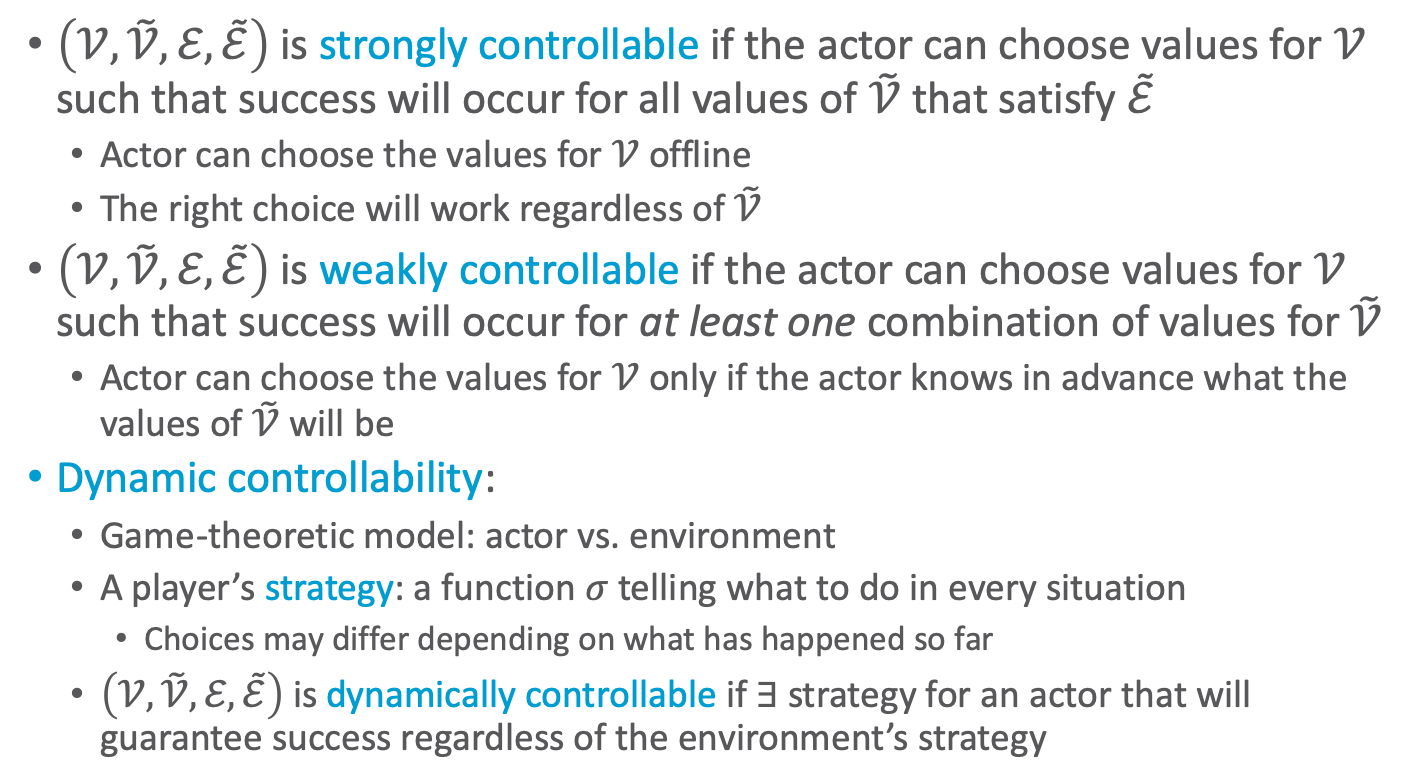 • (𝒱, 𝒱̃, ℰ, ℰ̃) is strongly controllable if the actor can choose values for 𝒱
such that success will occur for all values of 𝒱̃ that satisfy ℰ̃
• Actor can choose the values for 𝒱 offline
• The right choice will work regardless of 𝒱̃
• (𝒱, 𝒱̃, ℰ, ℰ̃) is weakly controllable if the actor can choose values for 𝒱
such that success will occur for at least one combination of values for 𝒱̃
• Actor can choose the values for 𝒱 only if the actor knows in advance what the
values of 𝒱̃ will be
• Dynamic controllability:
• Game-theoretic model: actor vs. environment
• A player’s strategy: a function σ telling what to do in every situation
• Choices may differ depending on what has happened so far
• (𝒱, 𝒱̃, ℰ, ℰ̃) is dynamically controllable if ∃ strategy for an actor that will
guarantee success regardless of the environment’s strategy